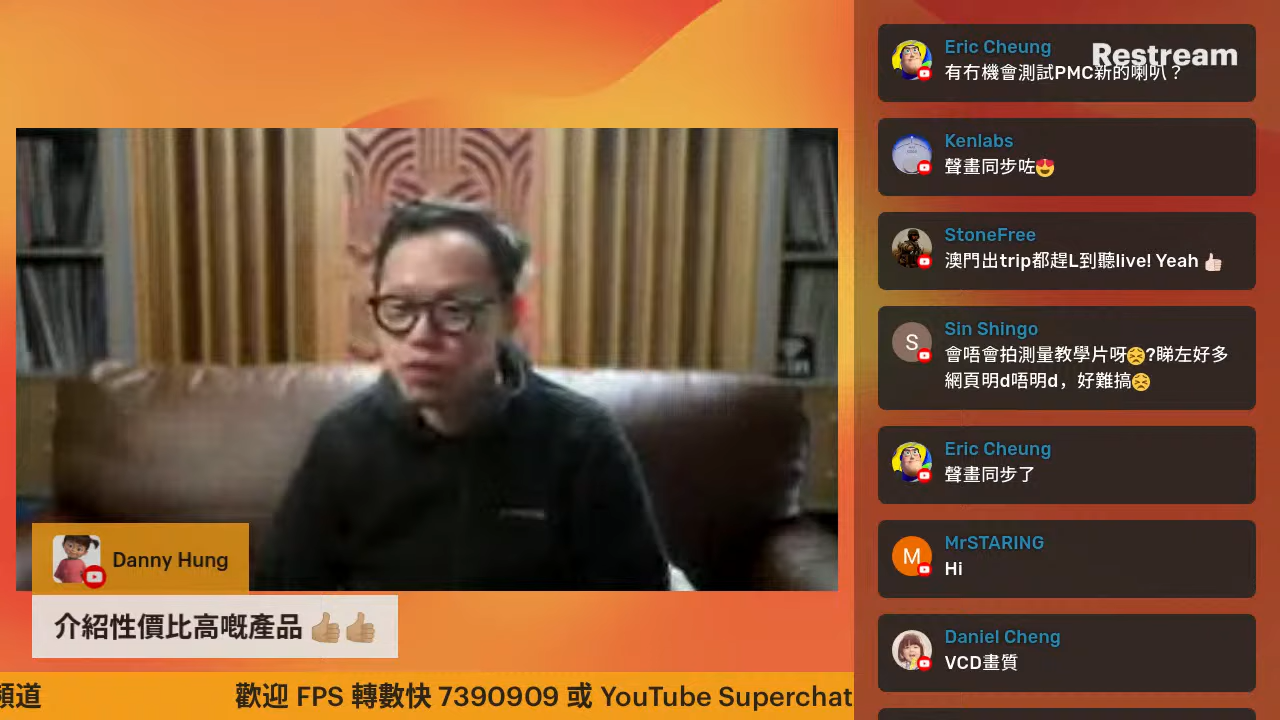 Restream
Eric Cheung
有冇機會測試PMC新的喇叭？
Kenlabs
聲畫同步咗😍
StoneFree
澳門出trip都趕L到聽live! Yeah 👍🏻
S
Sin Shingo
會唔會拍測量教學片呀😣?睇左好多
網頁明d唔明d，好難搞😣
Eric Cheung
聲畫同步了
M
MrSTARING
Hi
Daniel Cheng
VCD畫質
Danny Hung
介紹性價比高嘅產品 👍🏽👍🏽
頻道 歡迎 FPS 轉數快 7390909 或 YouTube Superchat